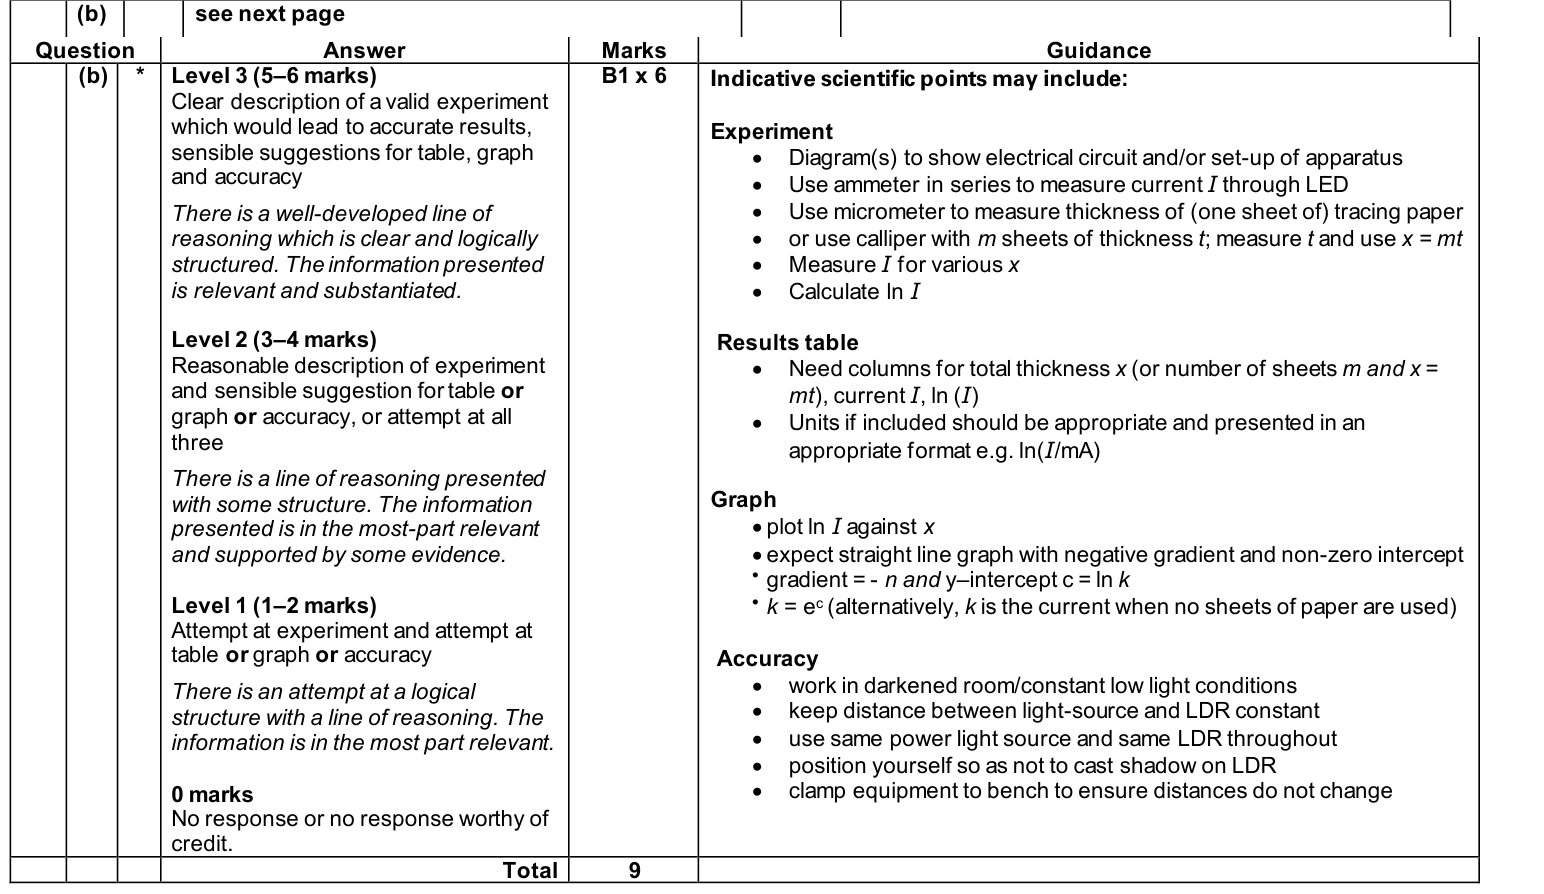 (b) see next page
Question Answer Marks Guidance
(b) * Level 3 (5–6 marks) B1 x 6
Clear description of a valid experiment
which would lead to accurate results,
sensible suggestions for table, graph
and accuracy
There is a well-developed line of
reasoning which is clear and logically
structured. The information presented
is relevant and substantiated.
Level 2 (3–4 marks)
Reasonable description of experiment
and sensible suggestion for table or
graph or accuracy, or attempt at all
three
There is a line of reasoning presented
with some structure. The information
presented is in the most-part relevant
and supported by some evidence.
Level 1 (1–2 marks)
Attempt at experiment and attempt at
table or graph or accuracy
There is an attempt at a logical
structure with a line of reasoning. The
information is in the most part relevant.
0 marks
No response or no response worthy of
credit.
Indicative scientific points may include:
Experiment
• Diagram(s) to show electrical circuit and/or set-up of apparatus
• Use ammeter in series to measure current I through LED
• Use micrometer to measure thickness of (one sheet of) tracing paper
• or use calliper with m sheets of thickness t; measure t and use x = mt
• Measure I for various x
• Calculate ln I
Results table
• Need columns for total thickness x (or number of sheets m and x =
mt), current I, ln (I)
• Units if included should be appropriate and presented in an
appropriate format e.g. ln(I/mA)
Graph
• plot ln I against x
• expect straight line graph with negative gradient and non-zero intercept
• gradient = - n and y–intercept c = ln k
• k = eᶜ (alternatively, k is the current when no sheets of paper are used)
Accuracy
• work in darkened room/constant low light conditions
• keep distance between light-source and LDR constant
• use same power light source and same LDR throughout
• position yourself so as not to cast shadow on LDR
• clamp equipment to bench to ensure distances do not change
Total 9